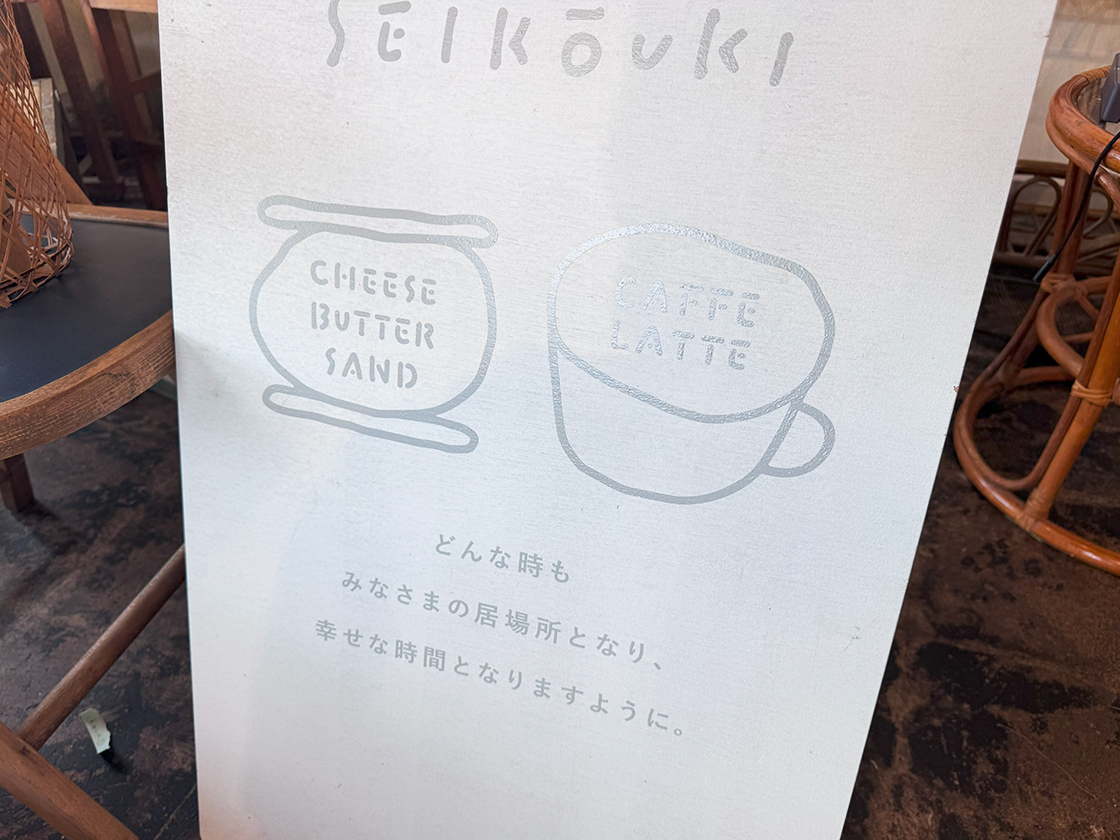 SEIKŌUKI
CHEESE
BUTTER
SAND
CAFFE
LATTE
どんな時も
みなさまの居場所となり、
幸せな時間となりますように。